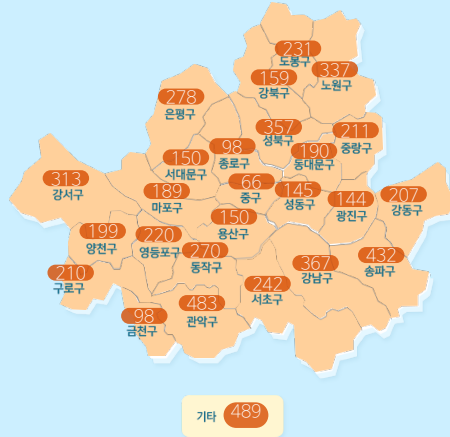 231
도봉구
337
노원구
159
강북구
278
은평구
357
성북구
211
중랑구
98
종로구
190
동대문구
150
서대문구
313
강서구
189
마포구
66
중구
145
성동구
144
광진구
207
강동구
150
용산구
199
양천구
220
영등포구
270
동작구
367
강남구
432
송파구
210
구로구
242
서초구
483
관악구
98
금천구
기타 489